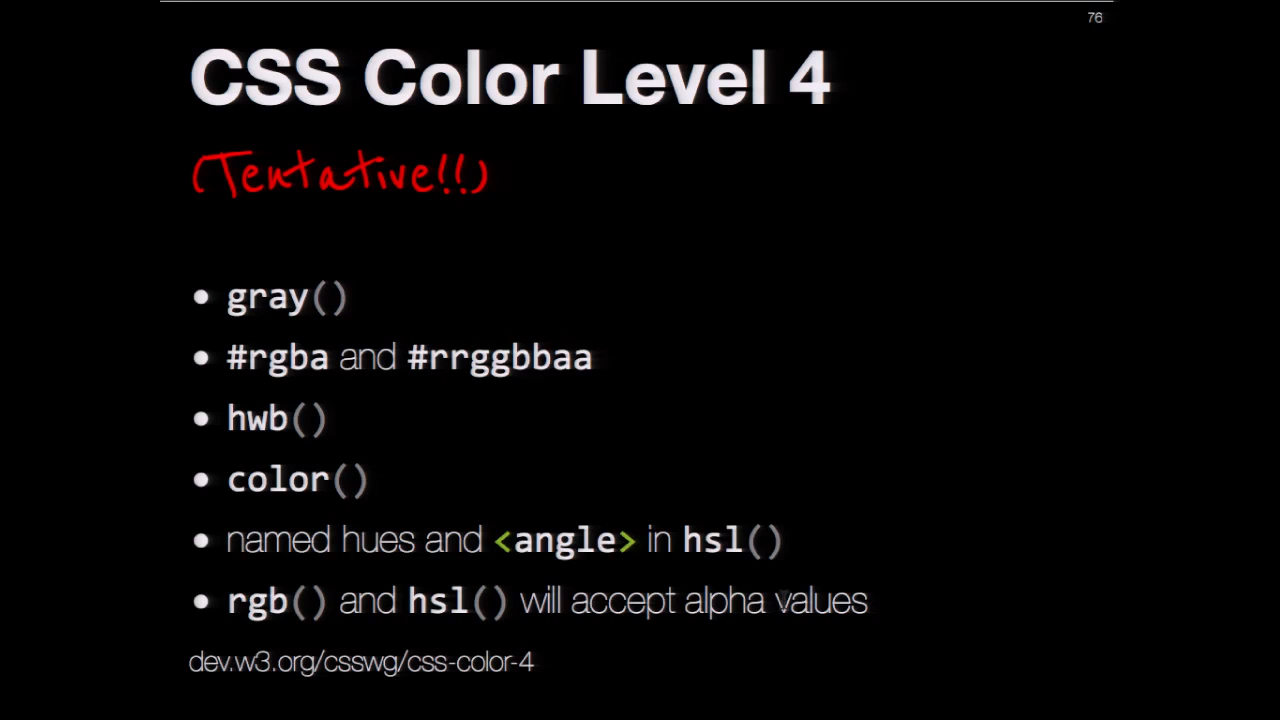 76
CSS Color Level 4
(Tentative!!)
• gray()
• #rgba and #rrggbbaa
• hwb()
• color()
• named hues and <angle> in hsl()
• rgb() and hsl() will accept alpha values
dev.w3.org/csswg/css-color-4